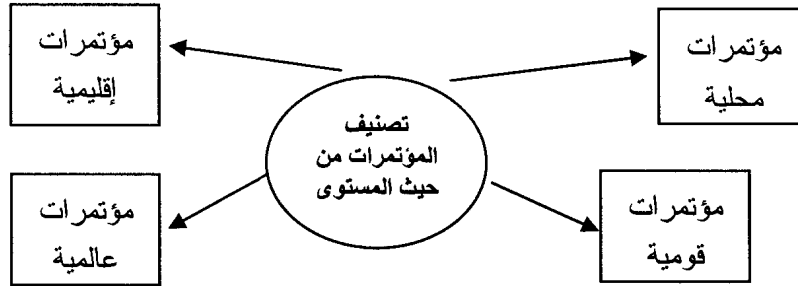 مؤتمرات
محلية
مؤتمرات
إقليمية
تصنيف
المؤتمرات من
حيث المستوى
مؤتمرات
قومية
مؤتمرات
عالمية